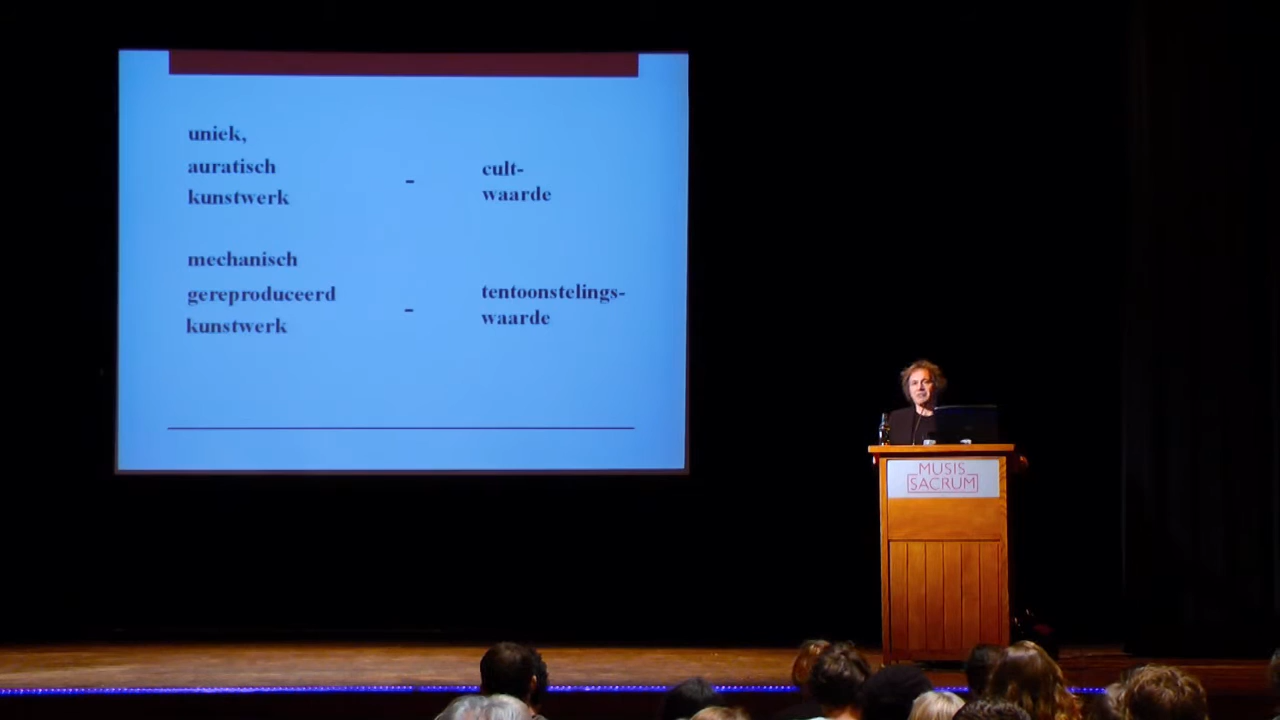 uniek,
auratisch
kunstwerk
-
cult-
waarde
mechanisch
gereproduceerd
kunstwerk
-
tentoonstelings-
waarde
MUSIS
SACRUM